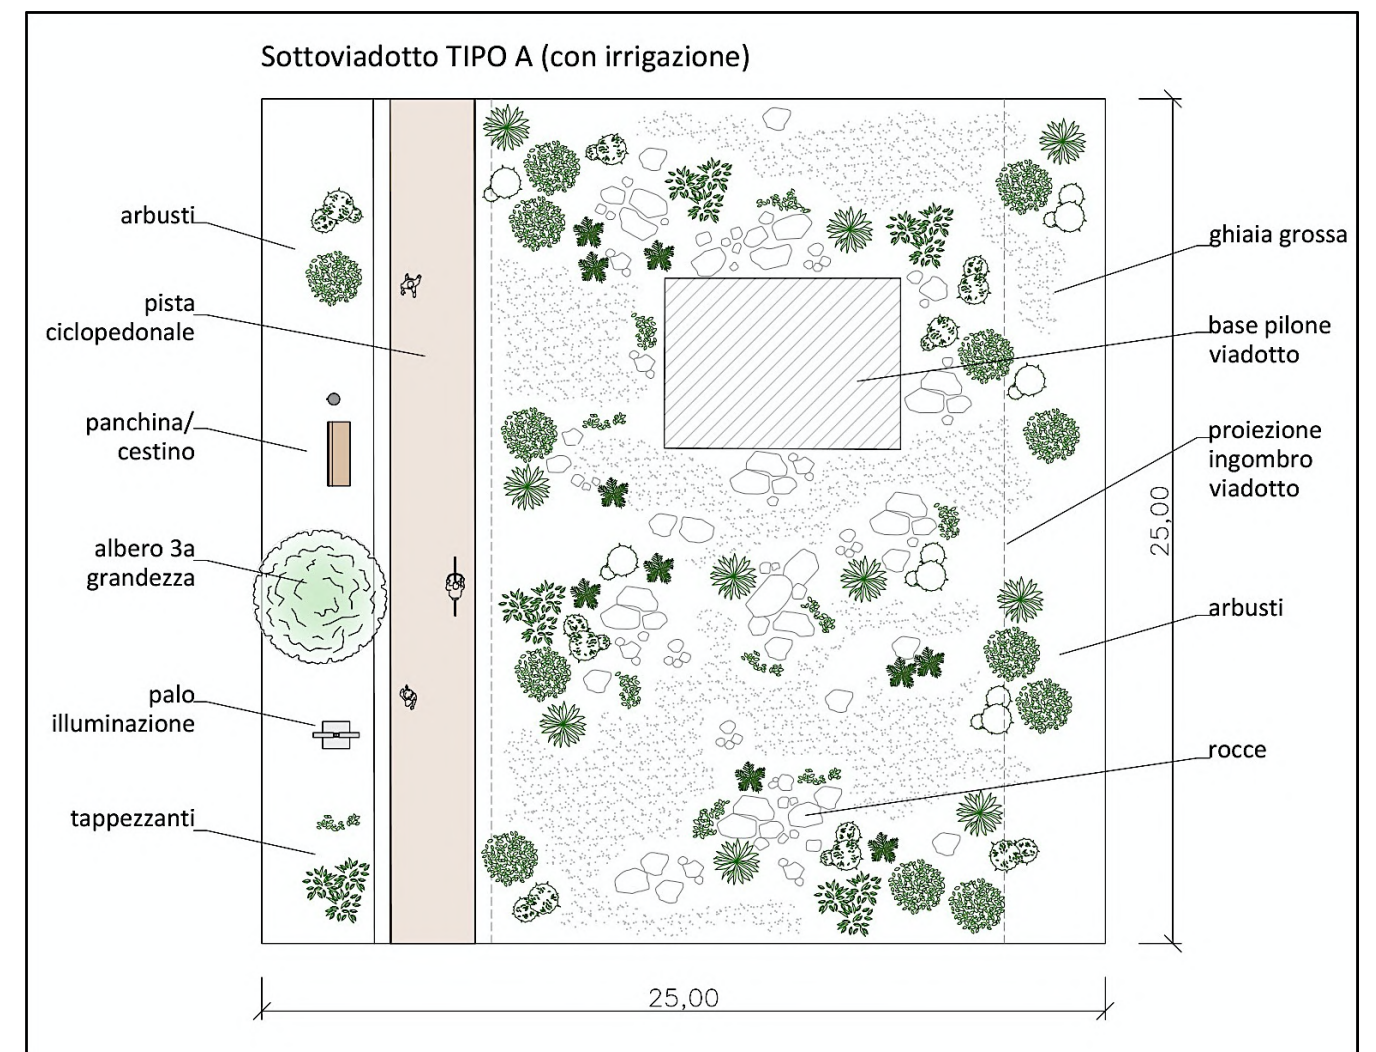 Sottoviadotto TIPO A (con irrigazione)
arbusti
pista
ciclopedonale
panchina/
cestino
albero 3a
grandezza
palo
illuminazione
tappezzanti
ghiaia grossa
base pilone
viadotto
proiezione
ingombro
viadotto
25,00
arbusti
rocce
25,00